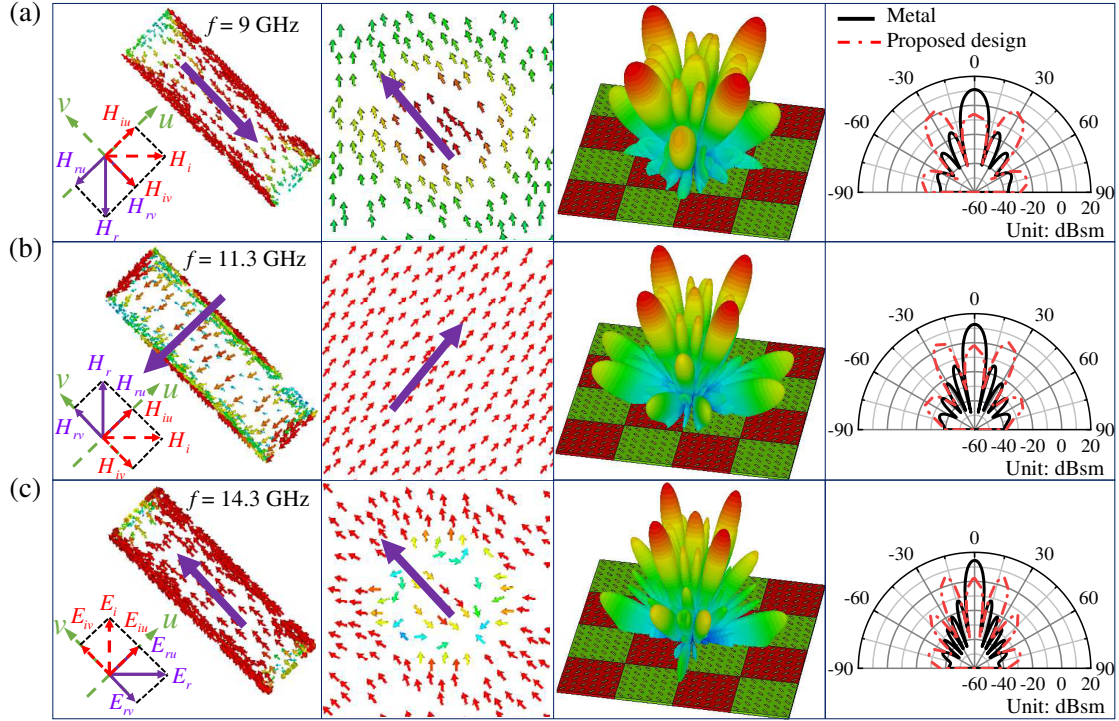 (a)
f = 9 GHz
v
u
H_iu
H_i
H_iv
H_ru
H_rv
H_r
Metal
Proposed design
0
-30
30
-60
60
-90
90
-60 -40 -20 0 20
Unit: dBsm
(b)
f = 11.3 GHz
H_r
v
u
H_ru
H_iu
H_rv
H_i
H_iv
0
-30
30
-60
60
-90
90
-60 -40 -20 0 20
Unit: dBsm
(c)
f = 14.3 GHz
E_i
v
E_iv
E_iu
u
E_ru
E_r
E_rv
0
-30
30
-60
60
-90
90
-60 -40 -20 0 20
Unit: dBsm